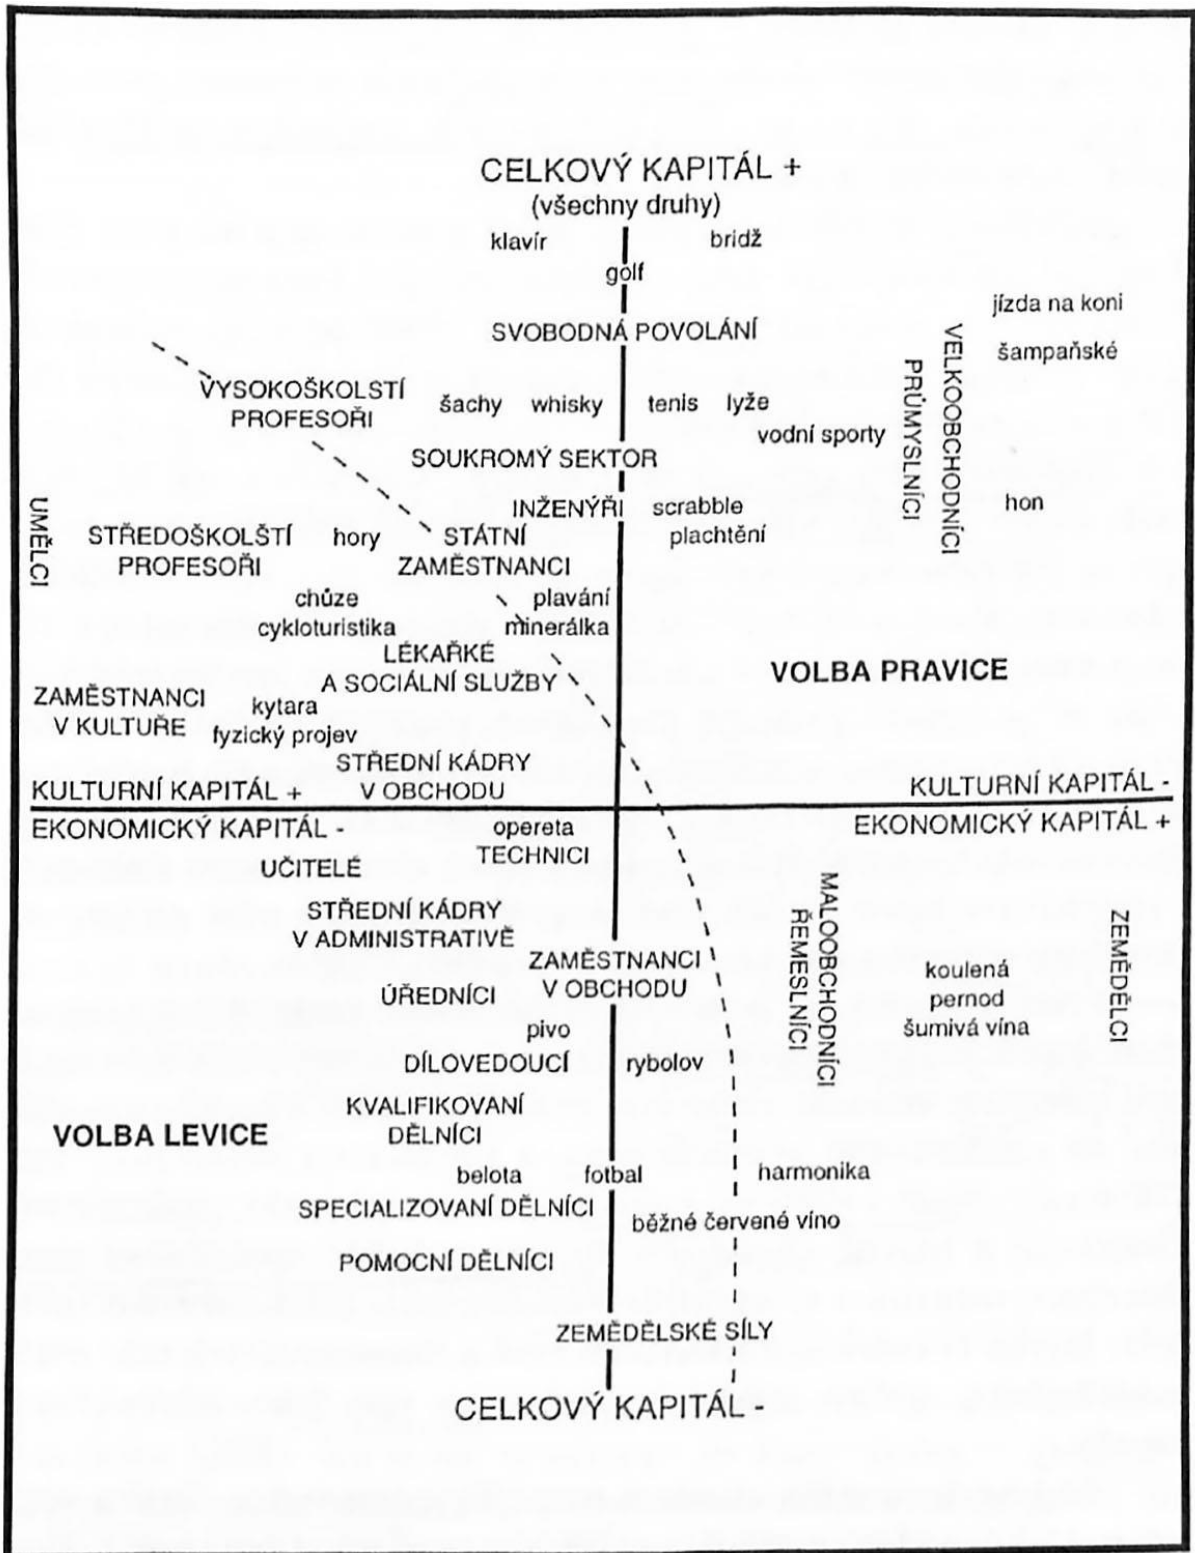 CELKOVÝ KAPITÁL +
(všechny druhy)
klavír
bridž
golf
jízda na koni
SVOBODNÁ POVOLÁNÍ
šampaňské
VELKOOBCHODNÍCI
PRŮMYSLNÍCI
VYSOKOŠKOLSTÍ
PROFESOŘI
šachy
whisky
tenis
lyže
vodní sporty
SOUKROMÝ SEKTOR
hon
UMĚLCI
INŽENÝŘI
scrabble
plachtění
STŘEDOŠKOLŠTÍ
PROFESOŘI
hory
STÁTNÍ
ZAMĚSTNANCI
chůze
cykloturistika
plavání
minerálka
LÉKAŘKÉ
A SOCIÁLNÍ SLUŽBY
VOLBA PRAVICE
ZAMĚSTNANCI
V KULTUŘE
kytara
fyzický projev
STŘEDNÍ KÁDRY
V OBCHODU
KULTURNÍ KAPITÁL +
KULTURNÍ KAPITÁL -
EKONOMICKÝ KAPITÁL -
EKONOMICKÝ KAPITÁL +
opereta
TECHNICI
UČITELÉ
STŘEDNÍ KÁDRY
V ADMINISTRATIVĚ
MALOOBCHODNÍCI
ŘEMESLNÍCI
ZEMĚDĚLCI
ZAMĚSTNANCI
V OBCHODU
koulená
pernod
šumivá vína
ÚŘEDNÍCI
pivo
DÍLOVEDOUCÍ
rybolov
KVALIFIKOVANÍ
DĚLNÍCI
VOLBA LEVICE
belota
fotbal
harmonika
SPECIALIZOVANÍ DĚLNÍCI
běžné červené víno
POMOCNÍ DĚLNÍCI
ZEMĚDĚLSKÉ SÍLY
CELKOVÝ KAPITÁL -